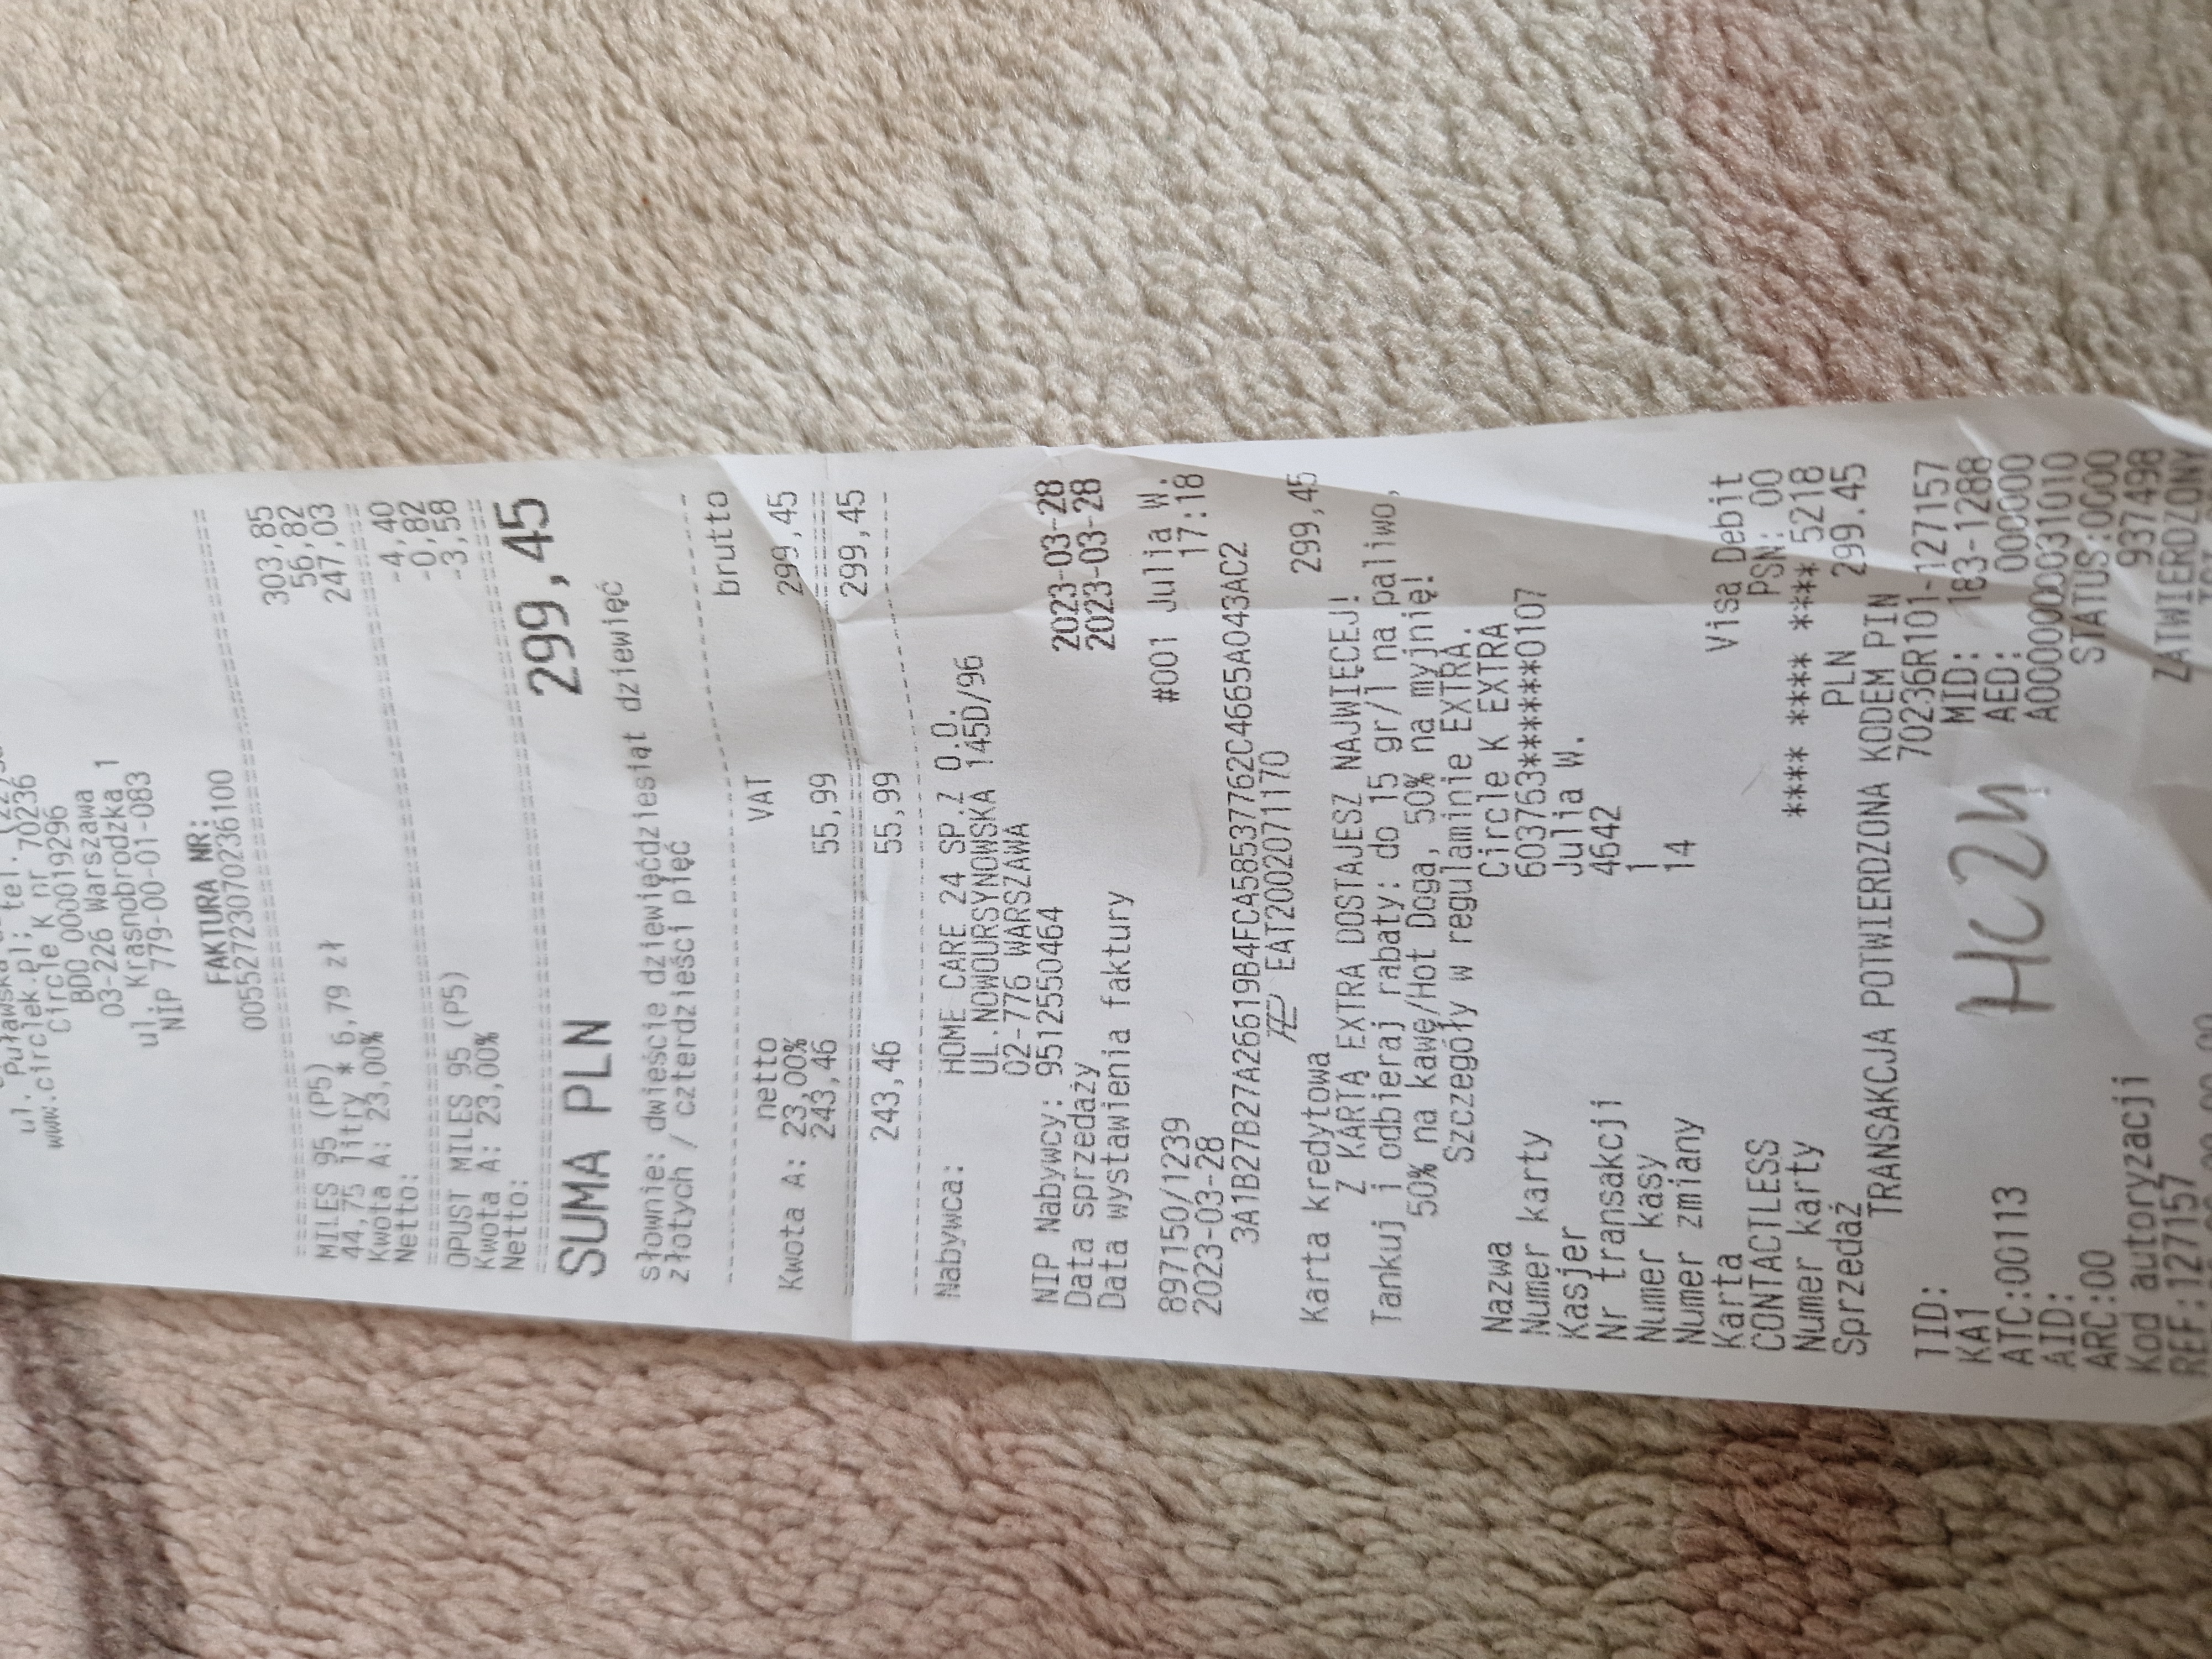 ul. Puławska
www.circlek.pl; tel. (22)
Circle K nr 70236
BDO 000019296
03-226 Warszawa
ul. Krasnobrodzka 1
NIP 779-00-01-083
FAKTURA NR:
00552723070236100
================================
MILES 95 (P5) 303,85
44,75 litry * 6,79 zł
Kwota A: 23,00% 56,82
Netto: 247,03
================================
OPUST MILES 95 (P5) -4,40
Kwota A: 23,00% -0,82
Netto: -3,58
================================
SUMA PLN 299,45
słownie: dwieście dziewięćdziesiąt dziewięć
złotych / czterdzieści pięć
--------------------------------
netto VAT brutto
Kwota A: 23,00%
243,46 55,99 299,45
================================
243,46 55,99 299,45
--------------------------------
Nabywca: HOME CARE 24 SP.Z O.O.
UL.NOWOURSYNOWSKA 145D/96
02-776 WARSZAWA
NIP Nabywcy: 9512550464
Data sprzedaży 2023-03-28
Data wystawienia faktury 2023-03-28
897150/1239 #001 Julia W.
2023-03-28 17:18
3A1B27B27A26619B4FCA58537762C4665A043AC2
EAT2002071170
Karta kredytowa 299,45
Z KARTĄ EXTRA DOSTAJESZ NAJWIĘCEJ!
Tankuj i odbieraj rabaty: do 15 gr/l na paliwo,
50% na kawę/Hot Doga, 50% na myjnię!
Szczegóły w regulaminie EXTRA.
Nazwa Circle K EXTRA
Numer karty 603763******0107
Kasjer Julia W.
Nr transakcji 4642
Numer kasy 1
Numer zmiany 14
Karta Visa Debit
CONTACTLESS PSN: 00
Numer karty **** **** **** 5218
Sprzedaż PLN 299.45
TRANSAKCJA POTWIERDZONA KODEM PIN
TID: 70236R101-127157
KA1 MID: 183-1288
ATC:00113 AED: 000000
AID: A0000000031010
ARC:00 STATUS:0000
Kod autoryzacji 937498
REF:127157 ZATWIERDZONY
HC24